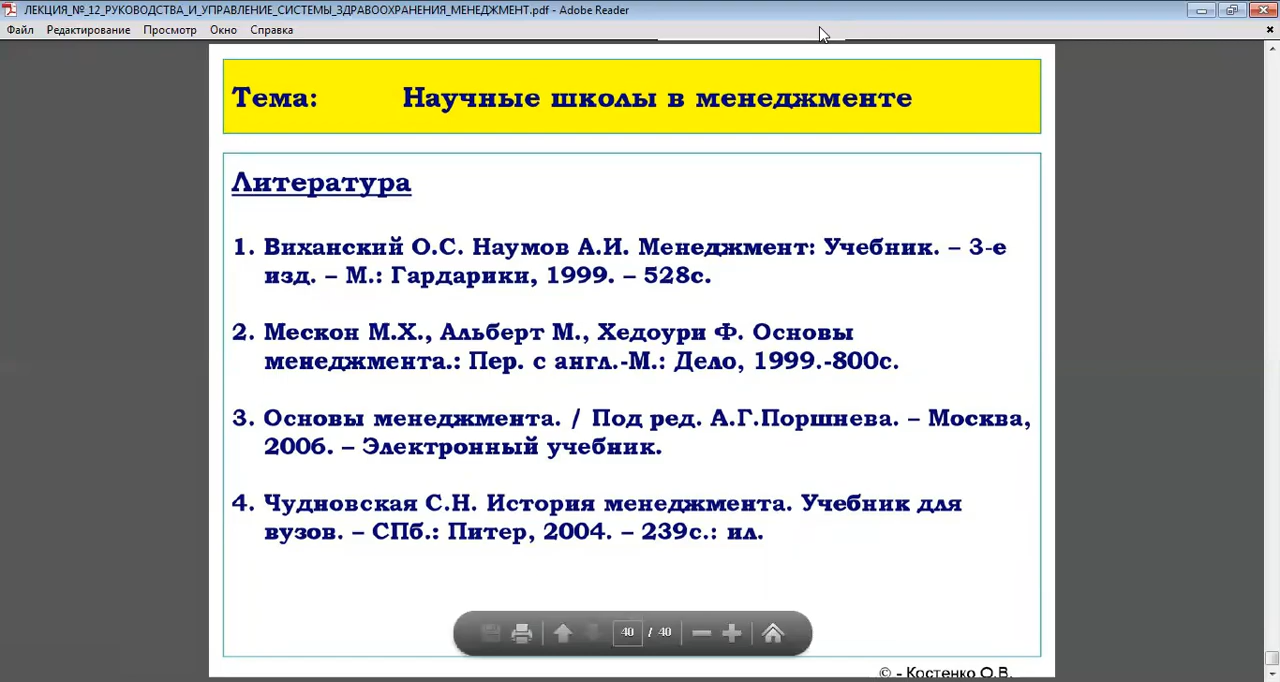 ЛЕКЦИЯ_№_12_РУКОВОДСТВА_И_УПРАВЛЕНИЕ_СИСТЕМЫ_ЗДРАВООХРАНЕНИЯ_МЕНЕДЖМЕНТ.pdf - Adobe Reader
Файл Редактирование Просмотр Окно Справка
Тема: Научные школы в менеджменте
Литература
1. Виханский О.С. Наумов А.И. Менеджмент: Учебник. – 3-е
изд. – М.: Гардарики, 1999. – 528с.
2. Мескон М.Х., Альберт М., Хедоури Ф. Основы
менеджмента.: Пер. с англ.-М.: Дело, 1999.-800с.
3. Основы менеджмента. / Под ред. А.Г.Поршнева. – Москва,
2006. – Электронный учебник.
4. Чудновская С.Н. История менеджмента. Учебник для
вузов. – СПб.: Питер, 2004. – 239с.: ил.
40 / 40
© - Костенко О.В.